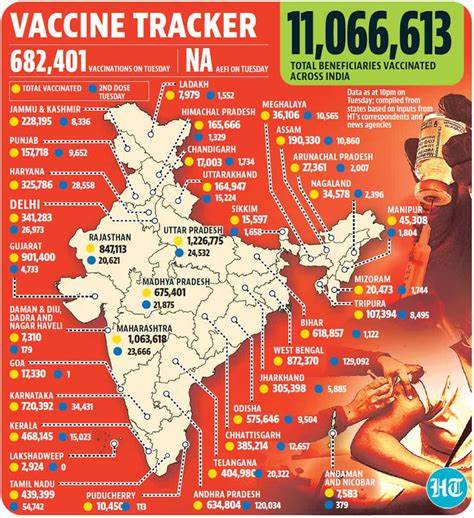 VACCINE TRACKER
682,401 VACCINATIONS ON TUESDAY
NA AEFI ON TUESDAY
11,066,613
TOTAL BENEFICIARIES VACCINATED
ACROSS INDIA
TOTAL VACCINATED
2ND DOSE
TUESDAY
Data as at 10pm on
Tuesday; compiled from
states based on inputs from
HT's correspondents and
news agencies
LADAKH
7,979 1,552
JAMMU & KASHMIR
228,195 8,336
HIMACHAL PRADESH
165,666
1,329
MEGHALAYA
36,106 10,565
PUNJAB
157,718 9,652
CHANDIGARH
17,003 1,734
ASSAM
190,330 10,860
HARYANA
325,786 28,558
UTTARAKHAND
164,947
15,224
ARUNACHAL PRADESH
27,361 2,007
NAGALAND
34,578 2,396
DELHI
341,283
26,973
SIKKIM
15,597
1,658
MANIPUR
45,308
1,804
GUJARAT
901,400
4,733
RAJASTHAN
847,113
20,621
UTTAR PRADESH
1,226,775
24,532
MADHYA PRADESH
675,401
21,875
MIZORAM
20,473 1,744
TRIPURA
107,394 8,495
DAMAN & DIU,
DADRA AND
NAGAR HAVELI
7,310
179
MAHARASHTRA
1,063,618
23,666
BIHAR
618,857 1,122
WEST BENGAL
872,370 129,092
GOA
17,330 1
JHARKHAND
305,398 5,885
KARNATAKA
720,392 34,431
ODISHA
575,646 9,504
KERALA
468,145 15,023
CHHATTISGARH
385,214 12,657
LAKSHADWEEP
2,924 0
TELANGANA
404,980 20,322
ANDAMAN
AND NICOBAR
7,583
379
TAMIL NADU
439,399
54,742
PUDUCHERRY
10,450 113
ANDHRA PRADESH
634,804 120,034
HT